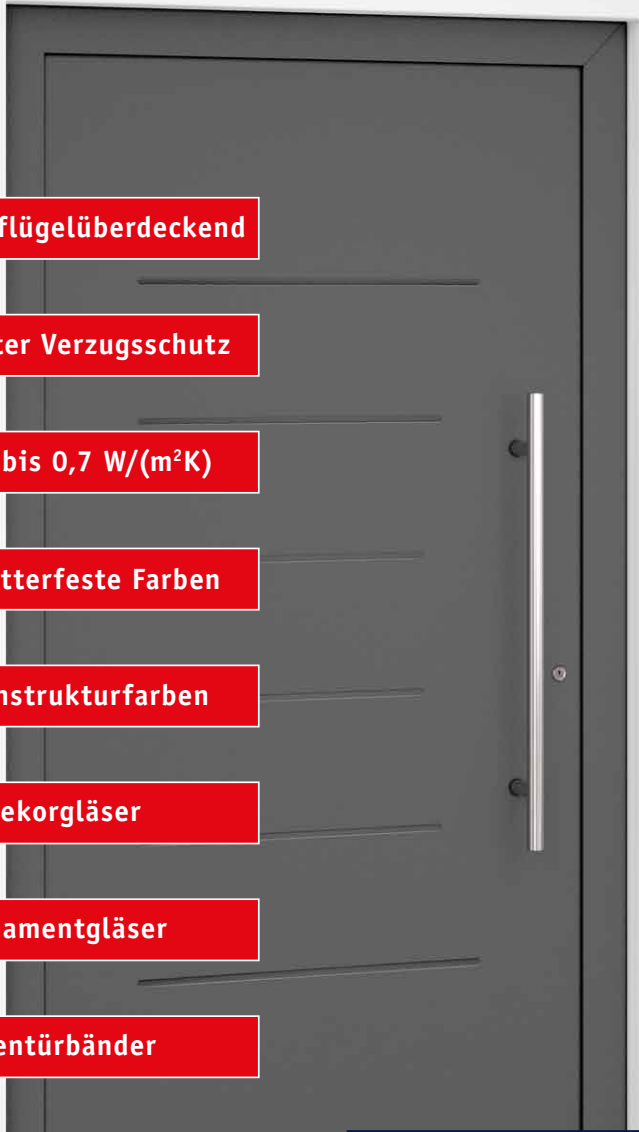 flügelüberdeckend
ter Verzugsschutz
bis 0,7 W/(m²K)
tterfeste Farben
nstrukturfarben
ekorgläser
amentgläser
entürbänder